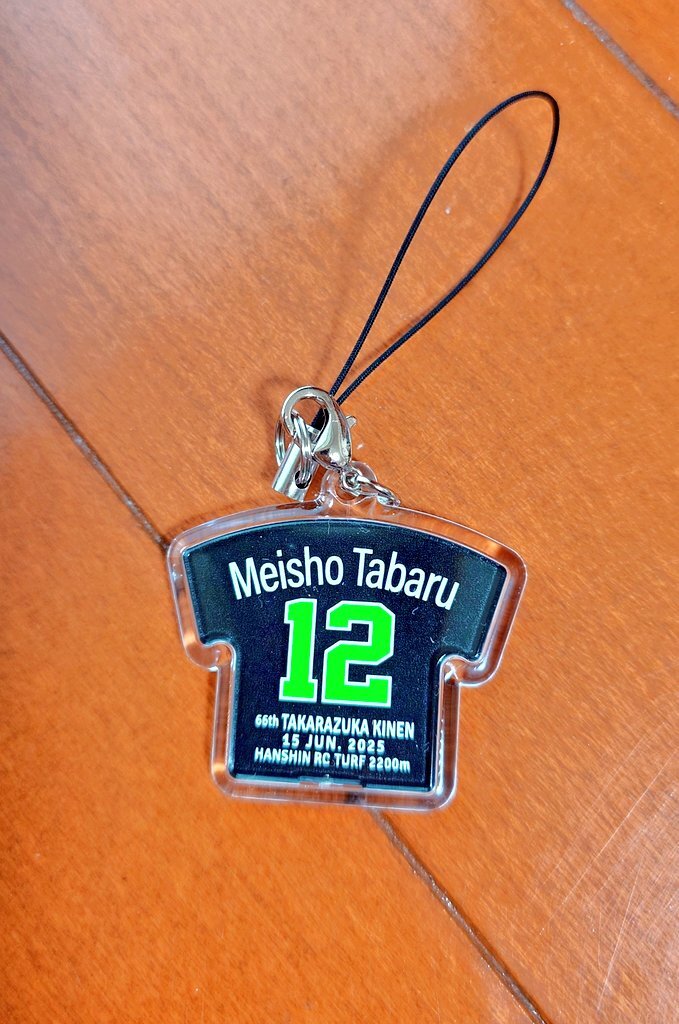 Meisho Tabaru
12
66th TAKARAZUKA KINEN
15 JUN. 2025
HANSHIN RC TURF 2200m